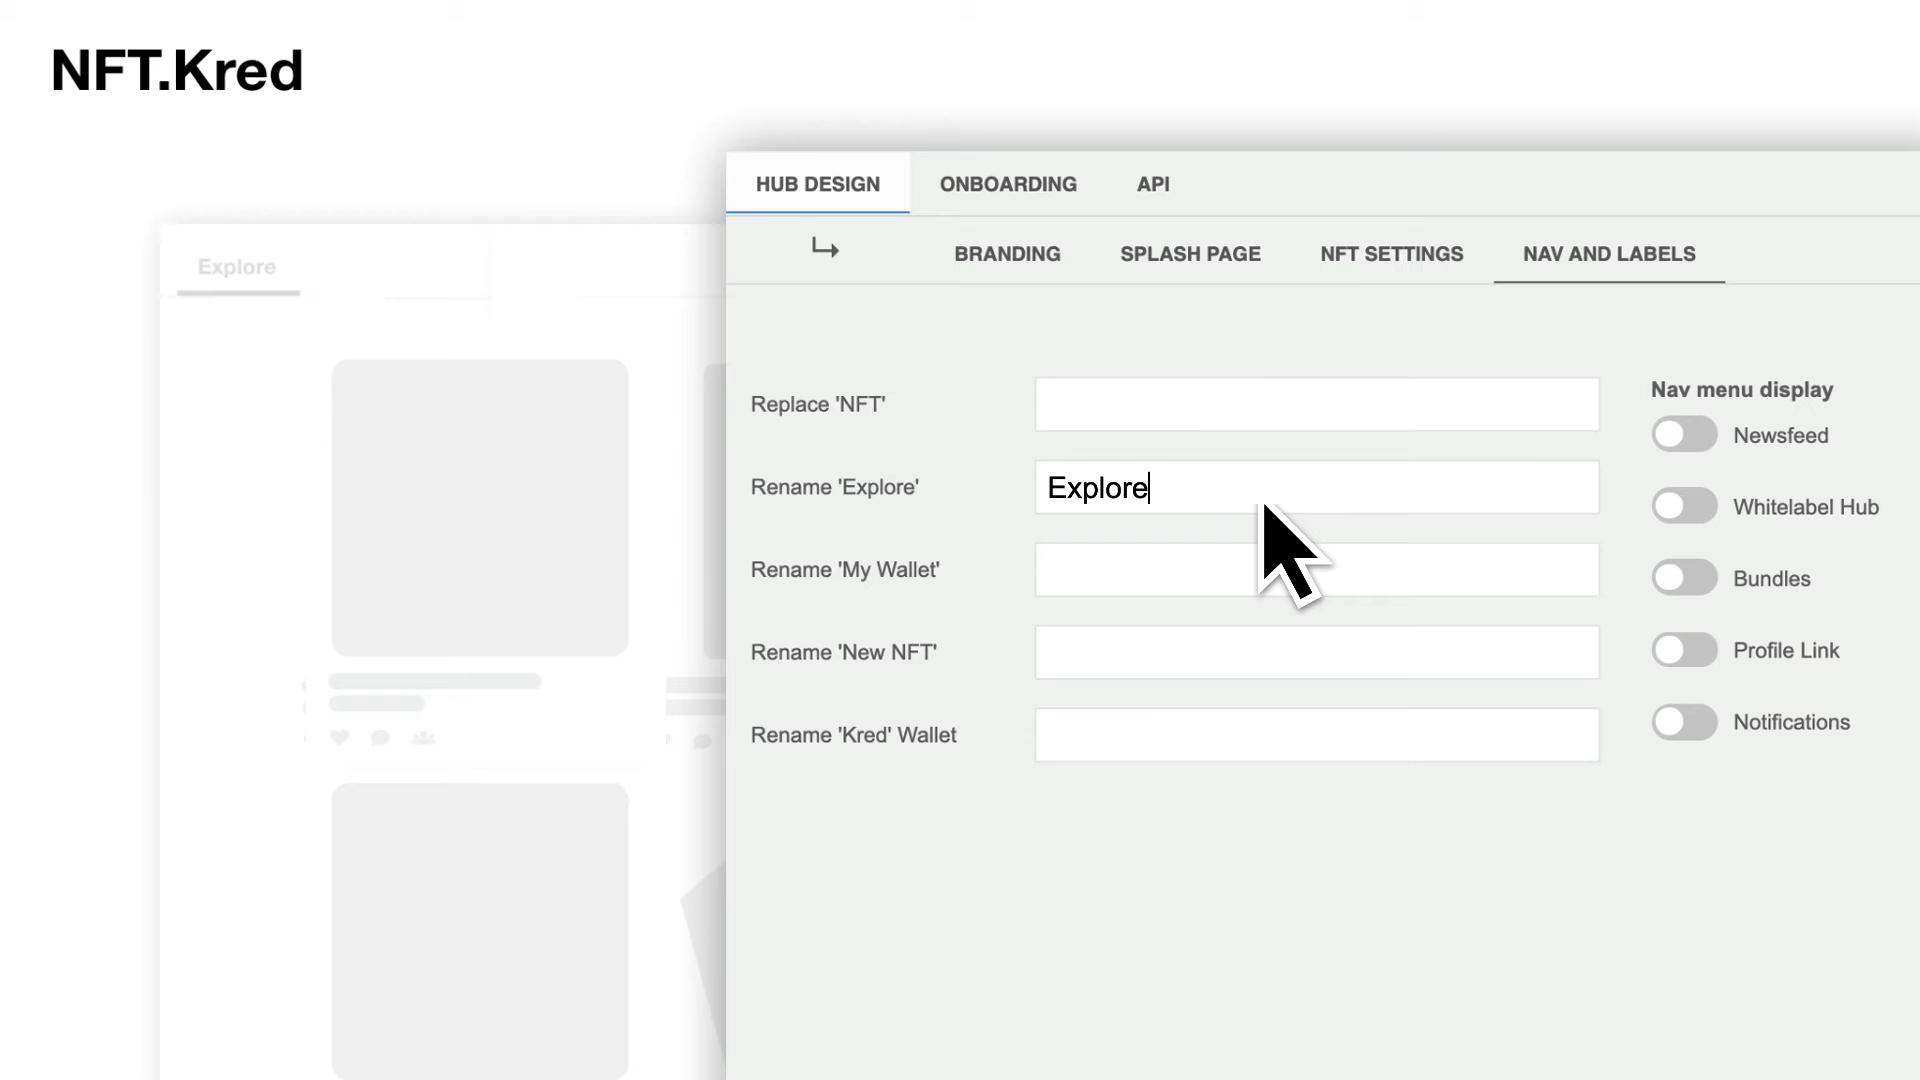 NFT.Kred
HUB DESIGN ONBOARDING API
BRANDING SPLASH PAGE NFT SETTINGS NAV AND LABELS
Explore
Replace 'NFT'
Rename 'Explore' Explore
Rename 'My Wallet'
Rename 'New NFT'
Rename 'Kred' Wallet
Nav menu display
Newsfeed
Whitelabel Hub
Bundles
Profile Link
Notifications